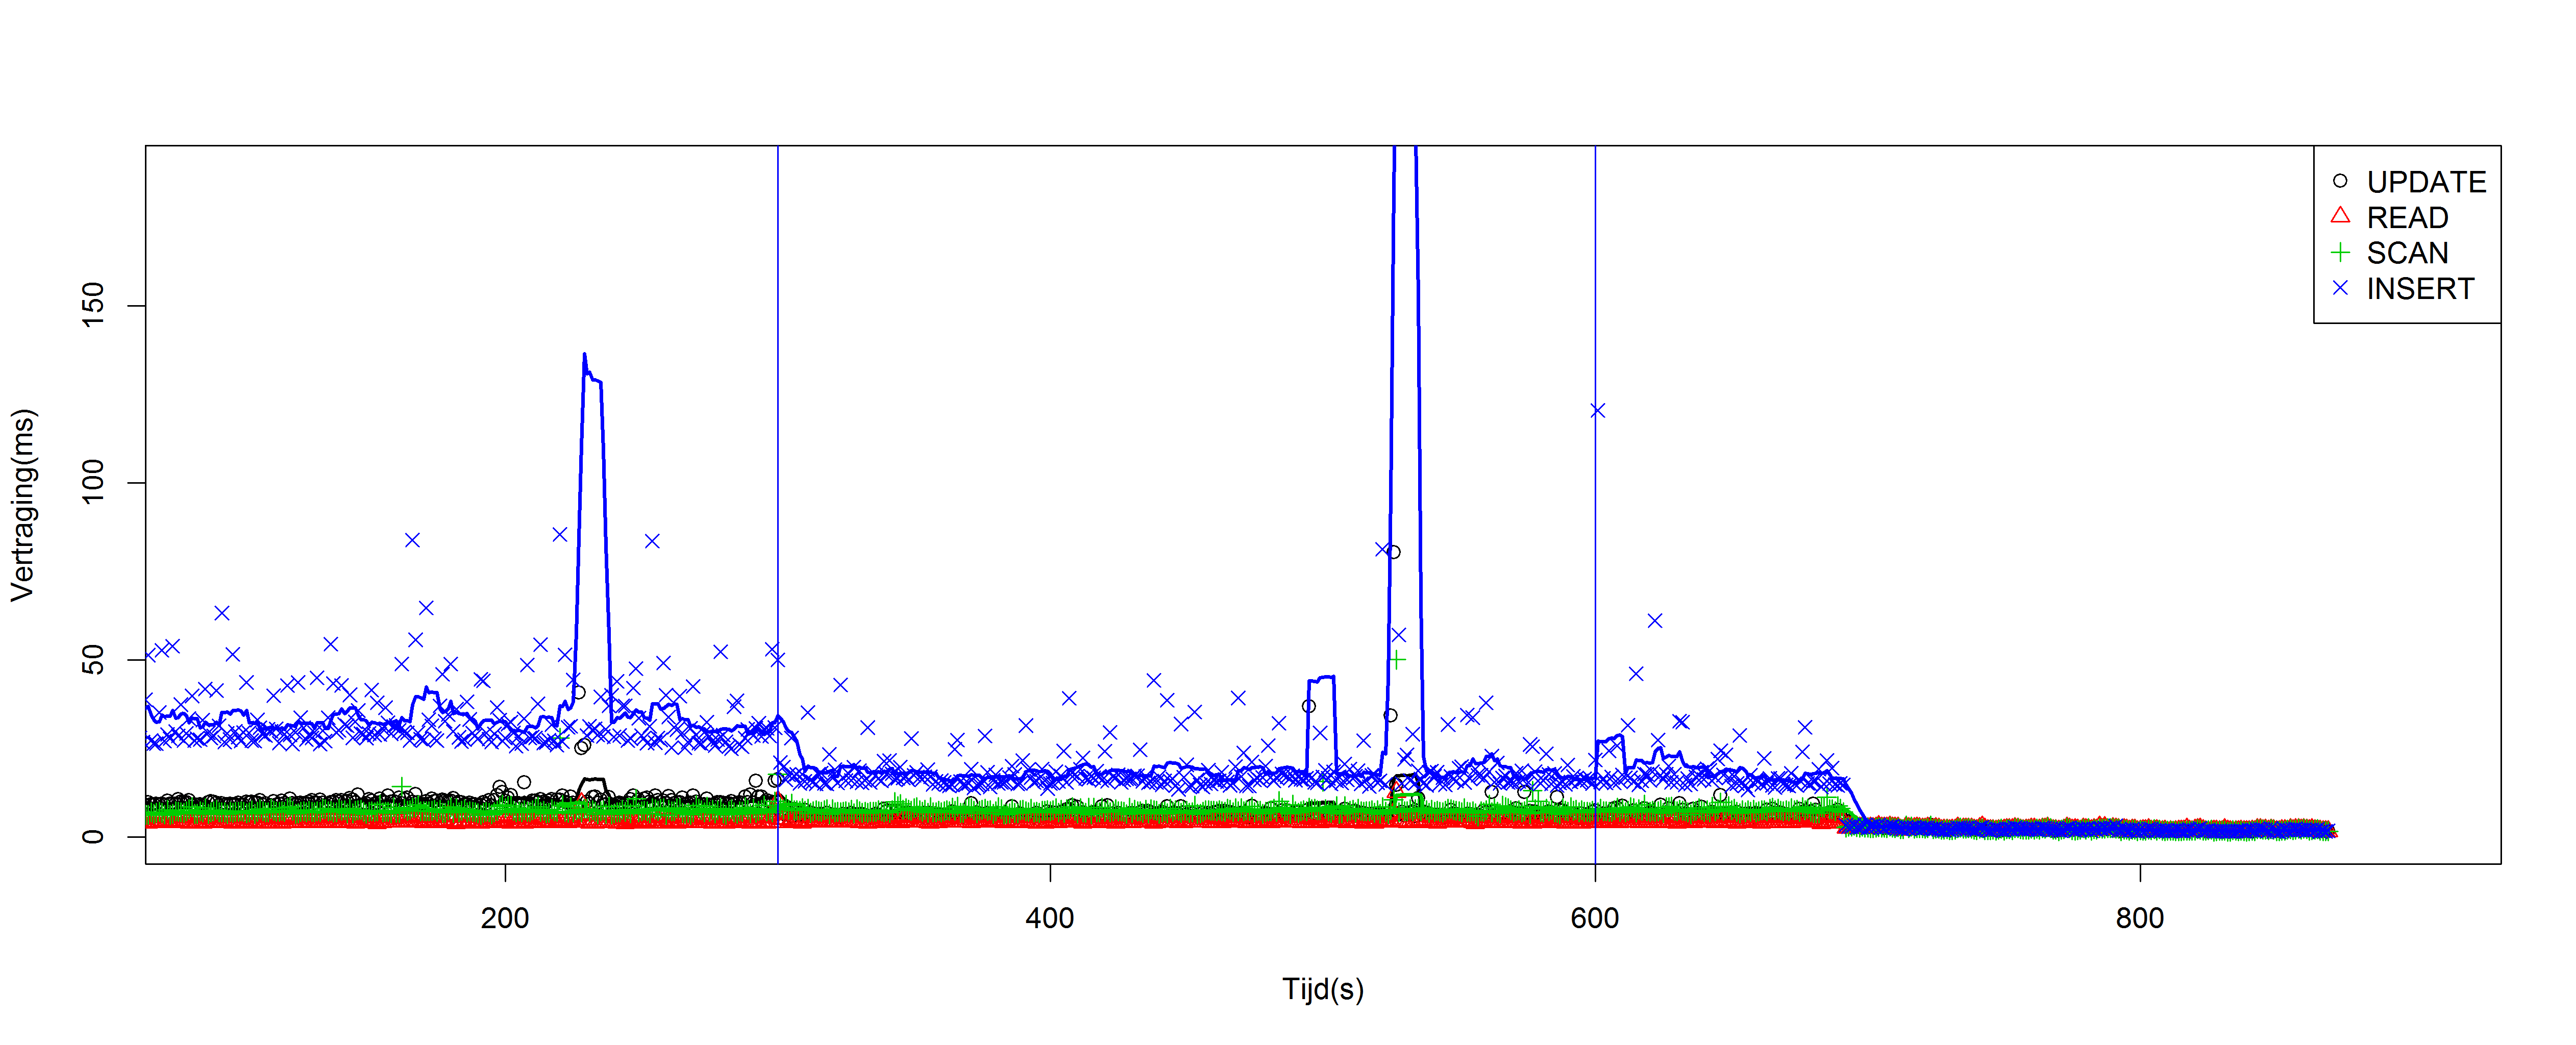 UPDATE
READ
SCAN
INSERT
Vertraging(ms)
150
100
50
0
200 400 600 800
Tijd(s)